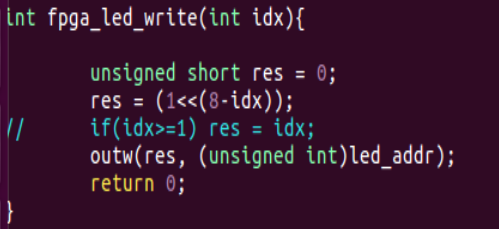 int fpga_led_write(int idx){
unsigned short res = 0;
res = (1<<(8-idx));
// if(idx>=1) res = idx;
outw(res, (unsigned int)led_addr);
return 0;
}